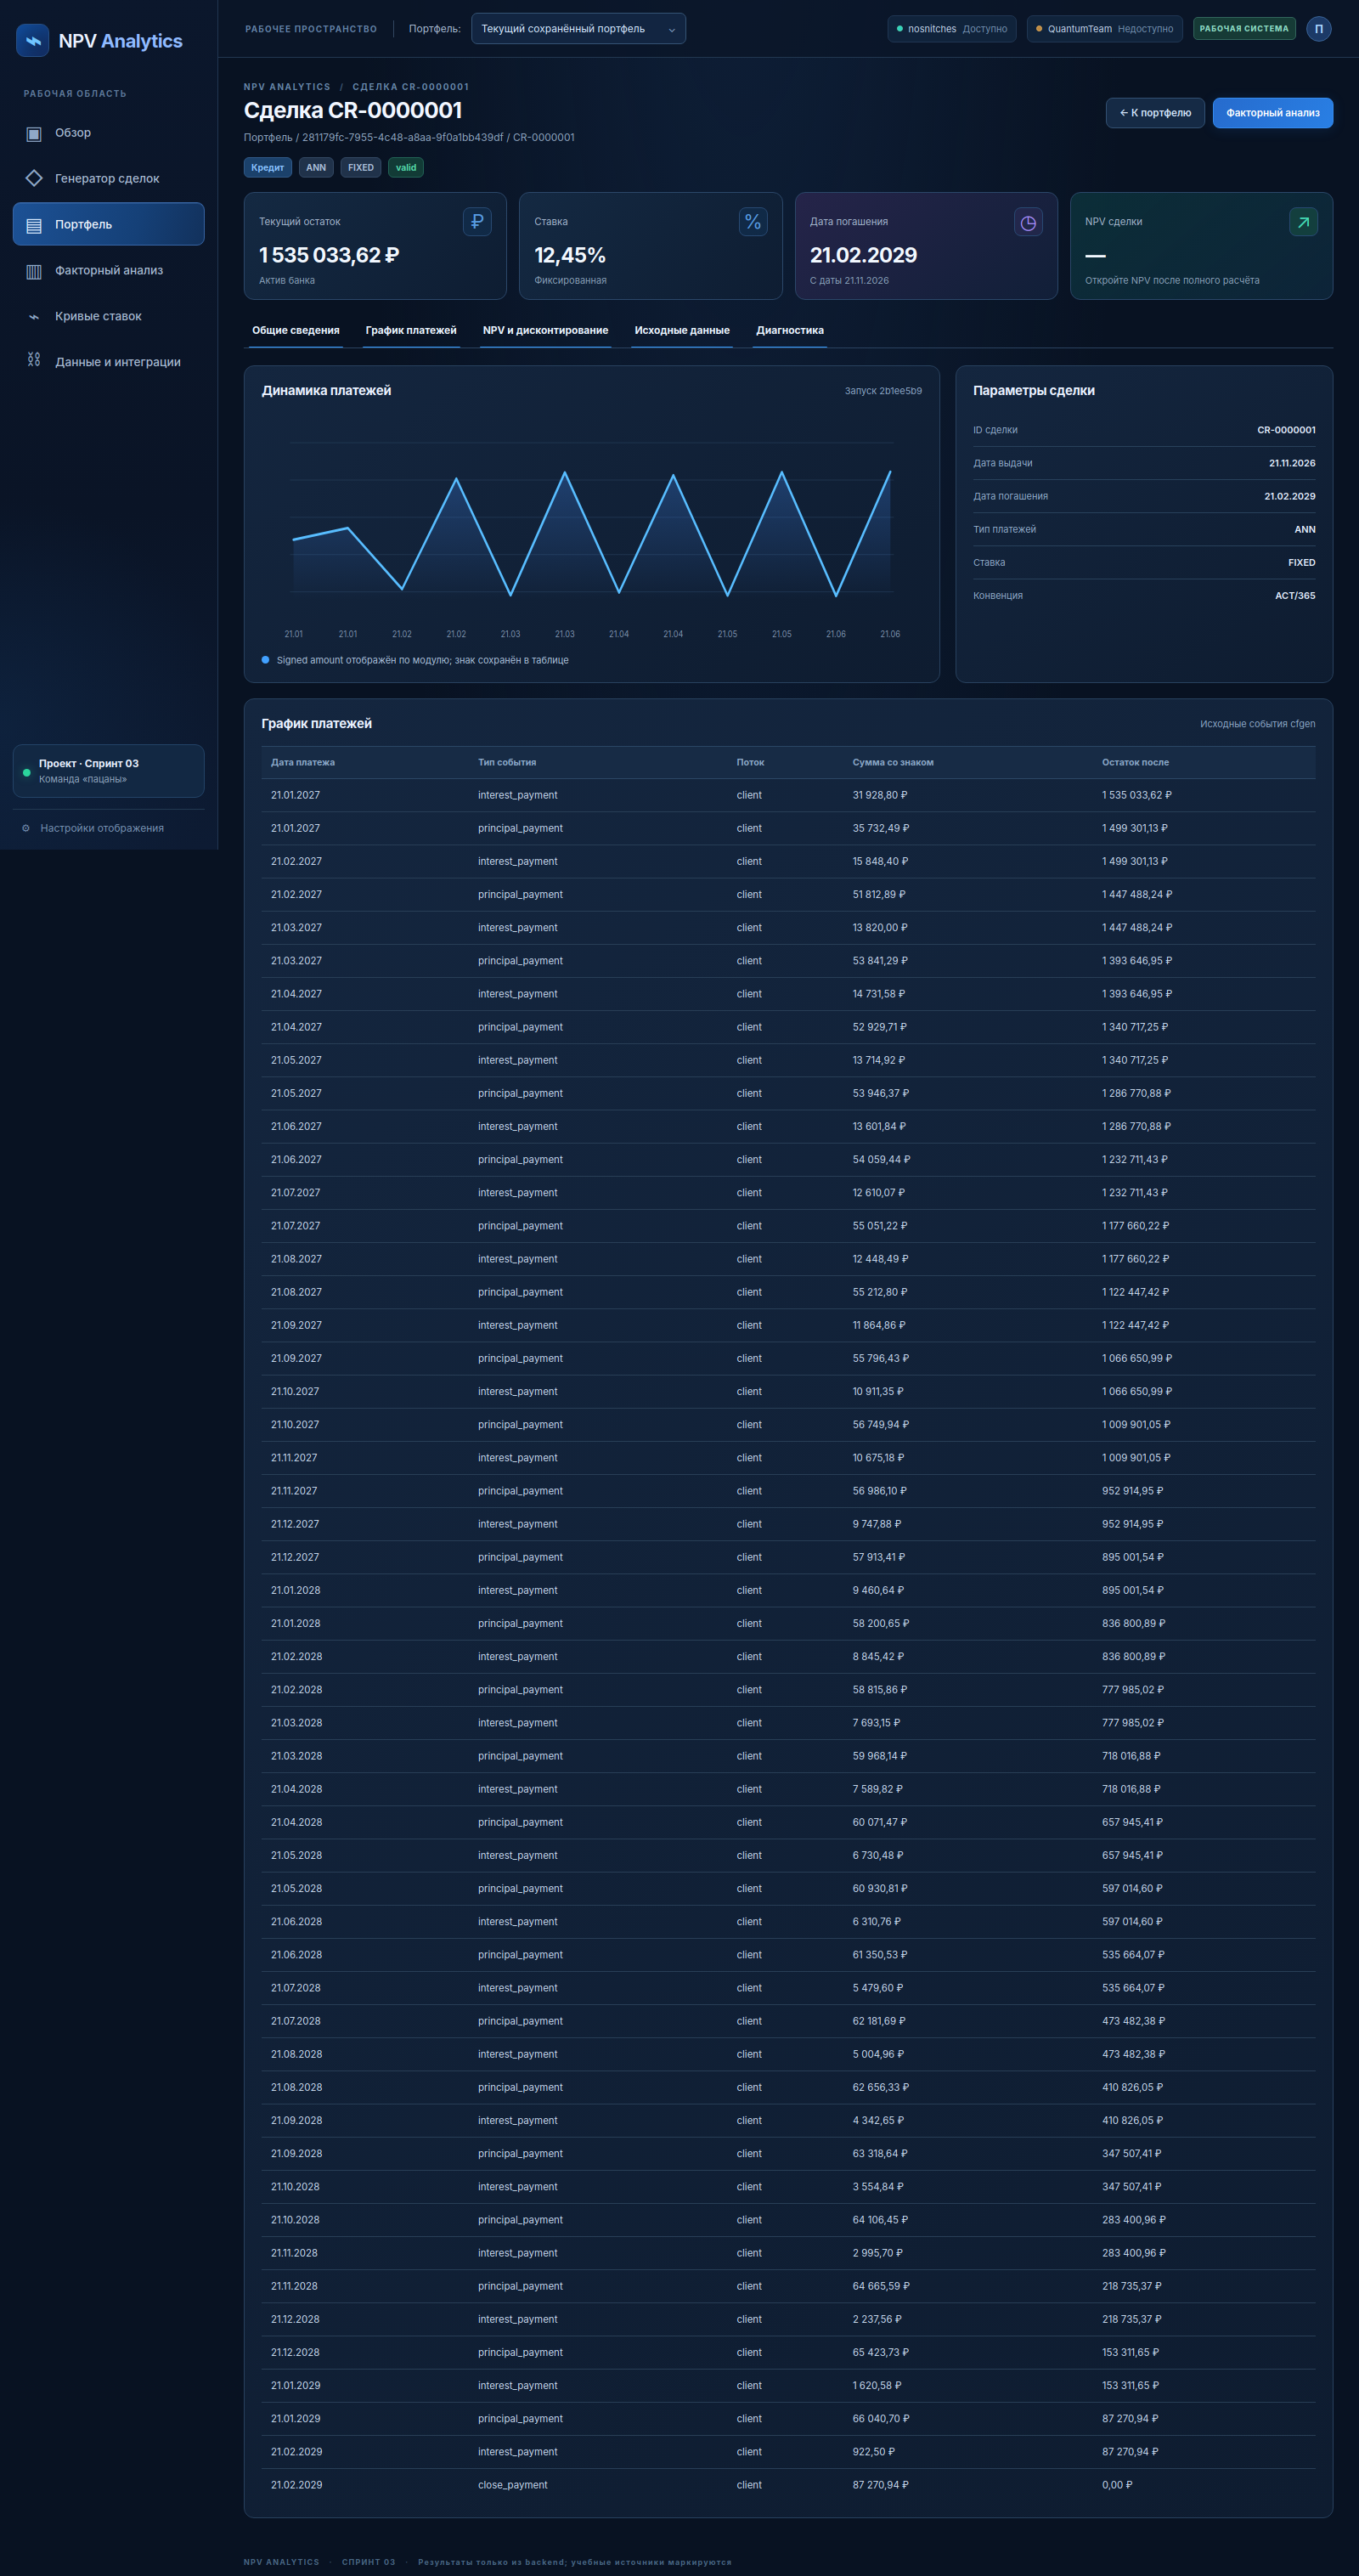 NPV Analytics
РАБОЧАЯ ОБЛАСТЬ
Обзор
Генератор сделок
Портфель
Факторный анализ
Кривые ставок
Данные и интеграции
Проект · Спринт 03
Команда «пацаны»
Настройки отображения
РАБОЧЕЕ ПРОСТРАНСТВО Портфель: Текущий сохранённый портфель nosnitches Доступно QuantumTeam Недоступно РАБОЧАЯ СИСТЕМА П
NPV ANALYTICS / СДЕЛКА CR-0000001
Сделка CR-0000001
← К портфелю Факторный анализ
Портфель / 281179fc-7955-4c48-a8aa-9f0a1bb439df / CR-0000001
Кредит ANN FIXED valid
Текущий остаток ₽
1 535 033,62 ₽
Актив банка
Ставка %
12,45%
Фиксированная
Дата погашения
21.02.2029
С даты 21.11.2026
NPV сделки
—
Откройте NPV после полного расчёта
Общие сведения График платежей NPV и дисконтирование Исходные данные Диагностика
Динамика платежей Запуск 2b1ee5b9
21.01 21.01 21.02 21.02 21.03 21.03 21.04 21.04 21.05 21.05 21.06 21.06
Signed amount отображён по модулю; знак сохранён в таблице
Параметры сделки
ID сделки CR-0000001
Дата выдачи 21.11.2026
Дата погашения 21.02.2029
Тип платежей ANN
Ставка FIXED
Конвенция ACT/365
График платежей Исходные события cfgen
Дата платежа Тип события Поток Сумма со знаком Остаток после
21.01.2027 interest_payment client 31 928,80 ₽ 1 535 033,62 ₽
21.01.2027 principal_payment client 35 732,49 ₽ 1 499 301,13 ₽
21.02.2027 interest_payment client 15 848,40 ₽ 1 499 301,13 ₽
21.02.2027 principal_payment client 51 812,89 ₽ 1 447 488,24 ₽
21.03.2027 interest_payment client 13 820,00 ₽ 1 447 488,24 ₽
21.03.2027 principal_payment client 53 841,29 ₽ 1 393 646,95 ₽
21.04.2027 interest_payment client 14 731,58 ₽ 1 393 646,95 ₽
21.04.2027 principal_payment client 52 929,71 ₽ 1 340 717,25 ₽
21.05.2027 interest_payment client 13 714,92 ₽ 1 340 717,25 ₽
21.05.2027 principal_payment client 53 946,37 ₽ 1 286 770,88 ₽
21.06.2027 interest_payment client 13 601,84 ₽ 1 286 770,88 ₽
21.06.2027 principal_payment client 54 059,44 ₽ 1 232 711,43 ₽
21.07.2027 interest_payment client 12 610,07 ₽ 1 232 711,43 ₽
21.07.2027 principal_payment client 55 051,22 ₽ 1 177 660,22 ₽
21.08.2027 interest_payment client 12 448,49 ₽ 1 177 660,22 ₽
21.08.2027 principal_payment client 55 212,80 ₽ 1 122 447,42 ₽
21.09.2027 interest_payment client 11 864,86 ₽ 1 122 447,42 ₽
21.09.2027 principal_payment client 55 796,43 ₽ 1 066 650,99 ₽
21.10.2027 interest_payment client 10 911,35 ₽ 1 066 650,99 ₽
21.10.2027 principal_payment client 56 749,94 ₽ 1 009 901,05 ₽
21.11.2027 interest_payment client 10 675,18 ₽ 1 009 901,05 ₽
21.11.2027 principal_payment client 56 986,10 ₽ 952 914,95 ₽
21.12.2027 interest_payment client 9 747,88 ₽ 952 914,95 ₽
21.12.2027 principal_payment client 57 913,41 ₽ 895 001,54 ₽
21.01.2028 interest_payment client 9 460,64 ₽ 895 001,54 ₽
21.01.2028 principal_payment client 58 200,65 ₽ 836 800,89 ₽
21.02.2028 interest_payment client 8 845,42 ₽ 836 800,89 ₽
21.02.2028 principal_payment client 58 815,86 ₽ 777 985,02 ₽
21.03.2028 interest_payment client 7 693,15 ₽ 777 985,02 ₽
21.03.2028 principal_payment client 59 968,14 ₽ 718 016,88 ₽
21.04.2028 interest_payment client 7 589,82 ₽ 718 016,88 ₽
21.04.2028 principal_payment client 60 071,47 ₽ 657 945,41 ₽
21.05.2028 interest_payment client 6 730,48 ₽ 657 945,41 ₽
21.05.2028 principal_payment client 60 930,81 ₽ 597 014,60 ₽
21.06.2028 interest_payment client 6 310,76 ₽ 597 014,60 ₽
21.06.2028 principal_payment client 61 350,53 ₽ 535 664,07 ₽
21.07.2028 interest_payment client 5 479,60 ₽ 535 664,07 ₽
21.07.2028 principal_payment client 62 181,69 ₽ 473 482,38 ₽
21.08.2028 interest_payment client 5 004,96 ₽ 473 482,38 ₽
21.08.2028 principal_payment client 62 656,33 ₽ 410 826,05 ₽
21.09.2028 interest_payment client 4 342,65 ₽ 410 826,05 ₽
21.09.2028 principal_payment client 63 318,64 ₽ 347 507,41 ₽
21.10.2028 interest_payment client 3 554,84 ₽ 347 507,41 ₽
21.10.2028 principal_payment client 64 106,45 ₽ 283 400,96 ₽
21.11.2028 interest_payment client 2 995,70 ₽ 283 400,96 ₽
21.11.2028 principal_payment client 64 665,59 ₽ 218 735,37 ₽
21.12.2028 interest_payment client 2 237,56 ₽ 218 735,37 ₽
21.12.2028 principal_payment client 65 423,73 ₽ 153 311,65 ₽
21.01.2029 interest_payment client 1 620,58 ₽ 153 311,65 ₽
21.01.2029 principal_payment client 66 040,70 ₽ 87 270,94 ₽
21.02.2029 interest_payment client 922,50 ₽ 87 270,94 ₽
21.02.2029 close_payment client 87 270,94 ₽ 0,00 ₽
NPV ANALYTICS · СПРИНТ 03 · Результаты только из backend; учебные источники маркируются